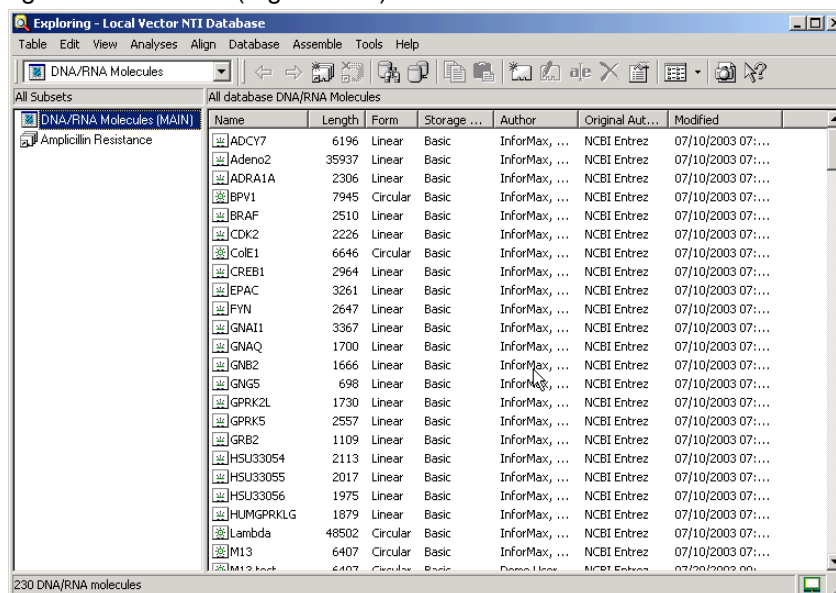 Exploring - Local Vector NTI Database
Table Edit View Analyses Align Database Assemble Tools Help
DNA/RNA Molecules
All Subsets All database DNA/RNA Molecules
DNA/RNA Molecules (MAIN)
Amplicillin Resistance
Name Length Form Storage ... Author Original Aut... Modified
ADCY7 6196 Linear Basic InforMax, ... NCBI Entrez 07/10/2003 07:...
Adeno2 35937 Linear Basic InforMax, ... NCBI Entrez 07/10/2003 07:...
ADRA1A 2306 Linear Basic InforMax, ... NCBI Entrez 07/10/2003 07:...
BPV1 7945 Circular Basic InforMax, ... NCBI Entrez 07/10/2003 07:...
BRAF 2510 Linear Basic InforMax, ... NCBI Entrez 07/10/2003 07:...
CDK2 2226 Linear Basic InforMax, ... NCBI Entrez 07/10/2003 07:...
ColE1 6646 Circular Basic InforMax, ... NCBI Entrez 07/10/2003 07:...
CREB1 2964 Linear Basic InforMax, ... NCBI Entrez 07/10/2003 07:...
EPAC 3261 Linear Basic InforMax, ... NCBI Entrez 07/10/2003 07:...
FYN 2647 Linear Basic InforMax, ... NCBI Entrez 07/10/2003 07:...
GNAI1 3367 Linear Basic InforMax, ... NCBI Entrez 07/10/2003 07:...
GNAQ 1700 Linear Basic InforMax, ... NCBI Entrez 07/10/2003 07:...
GNB2 1666 Linear Basic InforMax, ... NCBI Entrez 07/10/2003 07:...
GNG5 698 Linear Basic InforMax, ... NCBI Entrez 07/10/2003 07:...
GPRK2L 1730 Linear Basic InforMax, ... NCBI Entrez 07/10/2003 07:...
GPRK5 2557 Linear Basic InforMax, ... NCBI Entrez 07/10/2003 07:...
GRB2 1109 Linear Basic InforMax, ... NCBI Entrez 07/10/2003 07:...
HSU33054 2113 Linear Basic InforMax, ... NCBI Entrez 07/10/2003 07:...
HSU33055 2017 Linear Basic InforMax, ... NCBI Entrez 07/10/2003 07:...
HSU33056 1975 Linear Basic InforMax, ... NCBI Entrez 07/10/2003 07:...
HUMGPRKLG 1879 Linear Basic InforMax, ... NCBI Entrez 07/10/2003 07:...
Lambda 48502 Circular Basic InforMax, ... NCBI Entrez 07/10/2003 07:...
M13 6407 Circular Basic InforMax, ... NCBI Entrez 07/10/2003 07:...
M13 test 6407 Circular Basic Demo User NCBI Entrez
230 DNA/RNA molecules